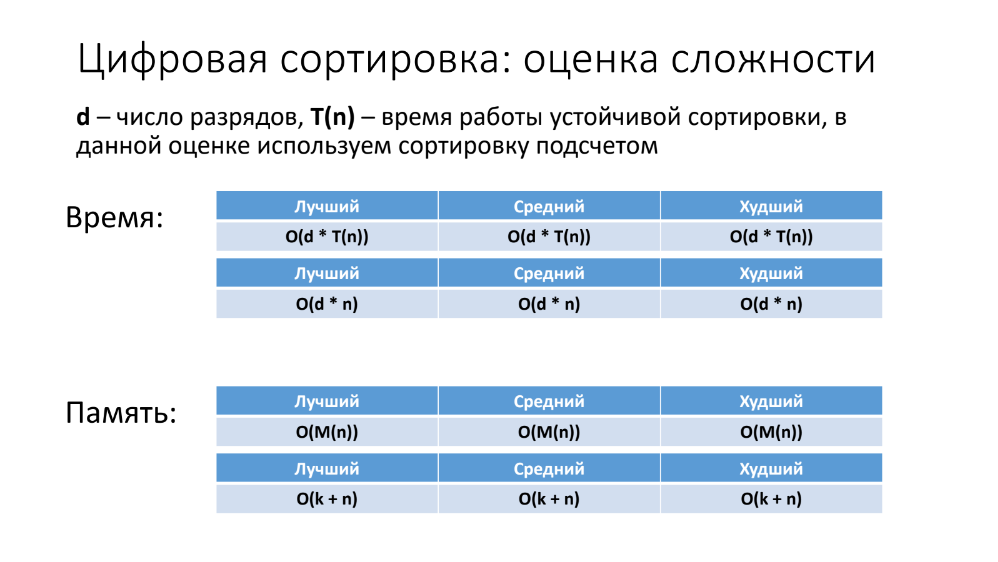 Цифровая сортировка: оценка сложности
d – число разрядов, T(n) – время работы устойчивой сортировки, в
данной оценке используем сортировку подсчетом
Время:
Лучший Средний Худший
O(d * T(n)) O(d * T(n)) O(d * T(n))
Лучший Средний Худший
O(d * n) O(d * n) O(d * n)
Память:
Лучший Средний Худший
O(M(n)) O(M(n)) O(M(n))
Лучший Средний Худший
O(k + n) O(k + n) O(k + n)